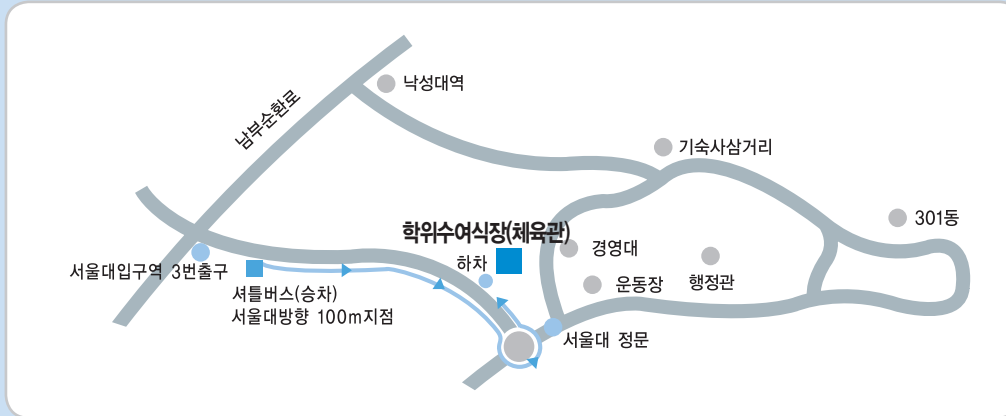 낙성대역
남부순환로
기숙사삼거리
301동
학위수여식장(체육관)
경영대
하차
서울대입구역 3번출구
운동장
행정관
셔틀버스(승차)
서울대방향 100m지점
서울대 정문